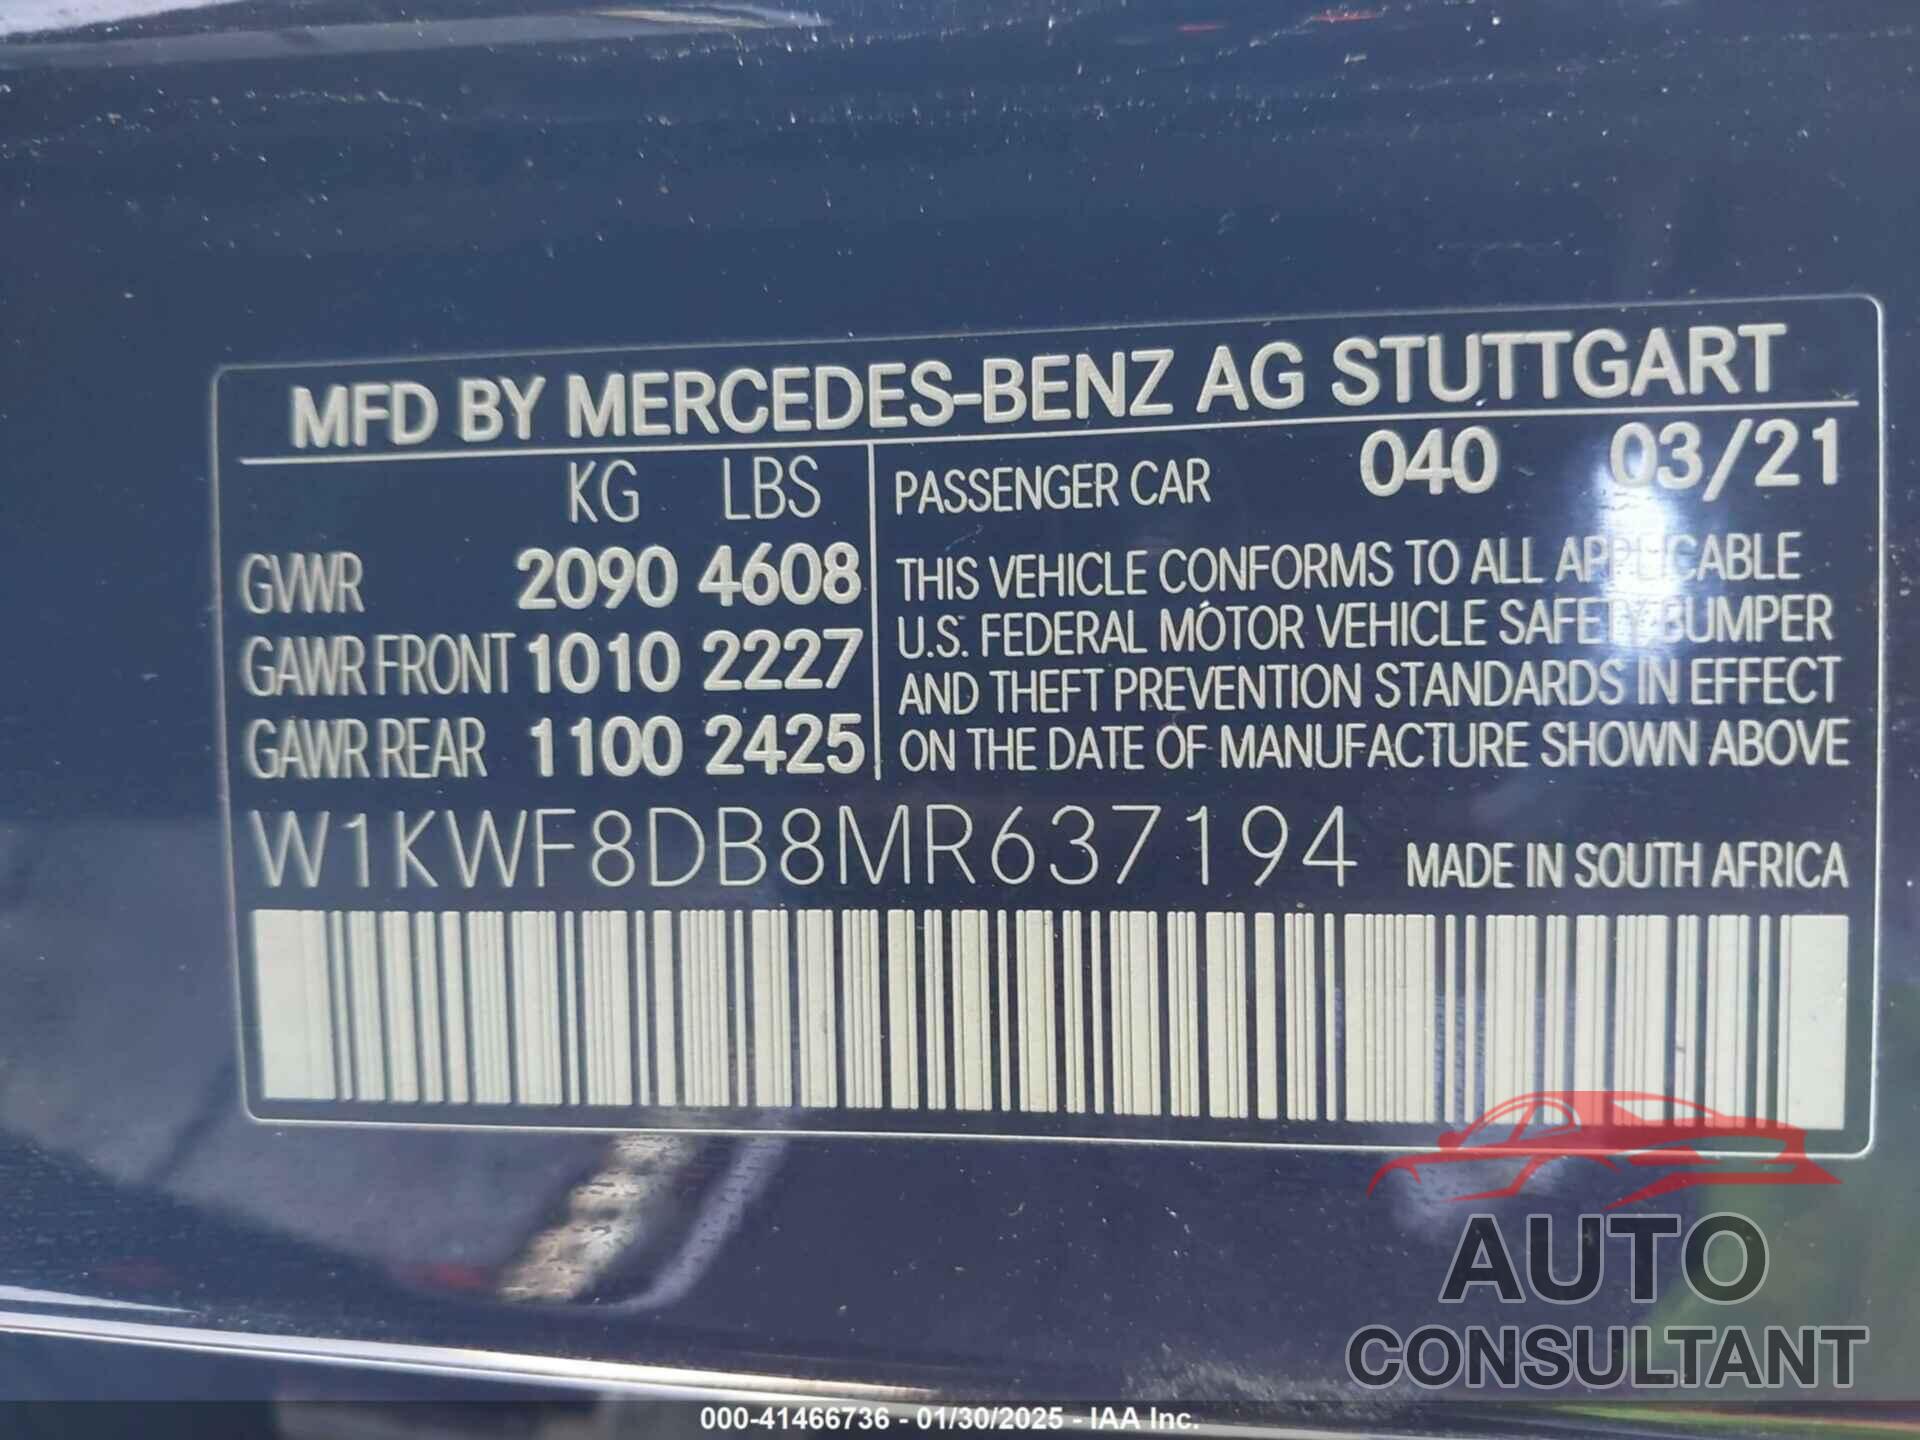 MFD BY MERCEDES-BENZ AG STUTTGART
KG LBS
GVWR 2090 4608
GAWR FRONT 1010 2227
GAWR REAR 1100 2425
PASSENGER CAR 040 03/21
THIS VEHICLE CONFORMS TO ALL APPLICABLE
U.S. FEDERAL MOTOR VEHICLE SAFETY, BUMPER
AND THEFT PREVENTION STANDARDS IN EFFECT
ON THE DATE OF MANUFACTURE SHOWN ABOVE
W1KWF8DB8MR637194 MADE IN SOUTH AFRICA
AUTO
CONSULTANT
000-41466736 - 01/30/2025 - IAA Inc.